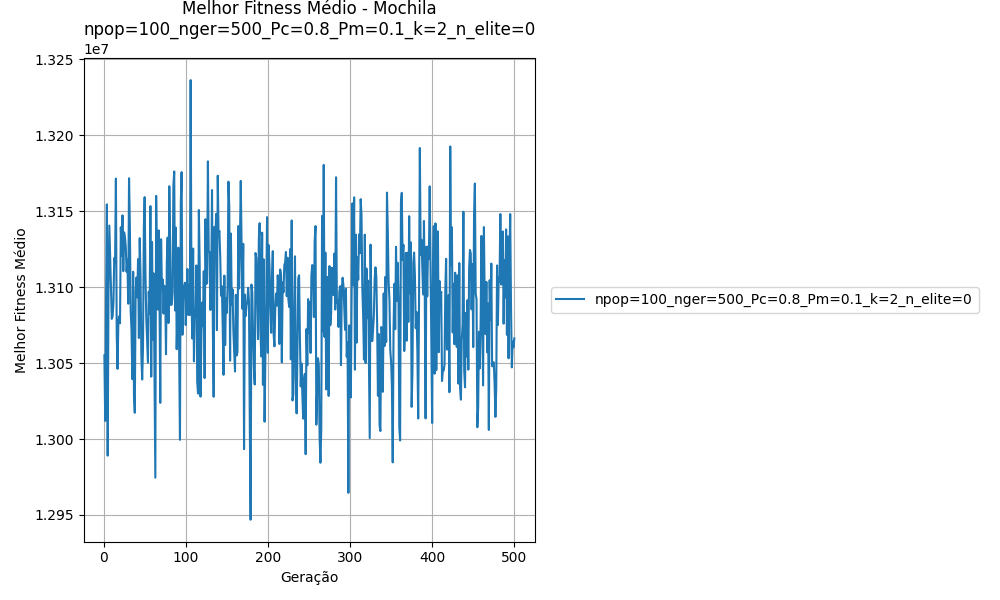 Melhor Fitness Médio - Mochila
npop=100_nger=500_Pc=0.8_Pm=0.1_k=2_n_elite=0
1e7
1.325
1.320
1.315
1.310
1.305
1.300
1.295
Melhor Fitness Médio
0
100
200
300
400
500
Geração
npop=100_nger=500_Pc=0.8_Pm=0.1_k=2_n_elite=0